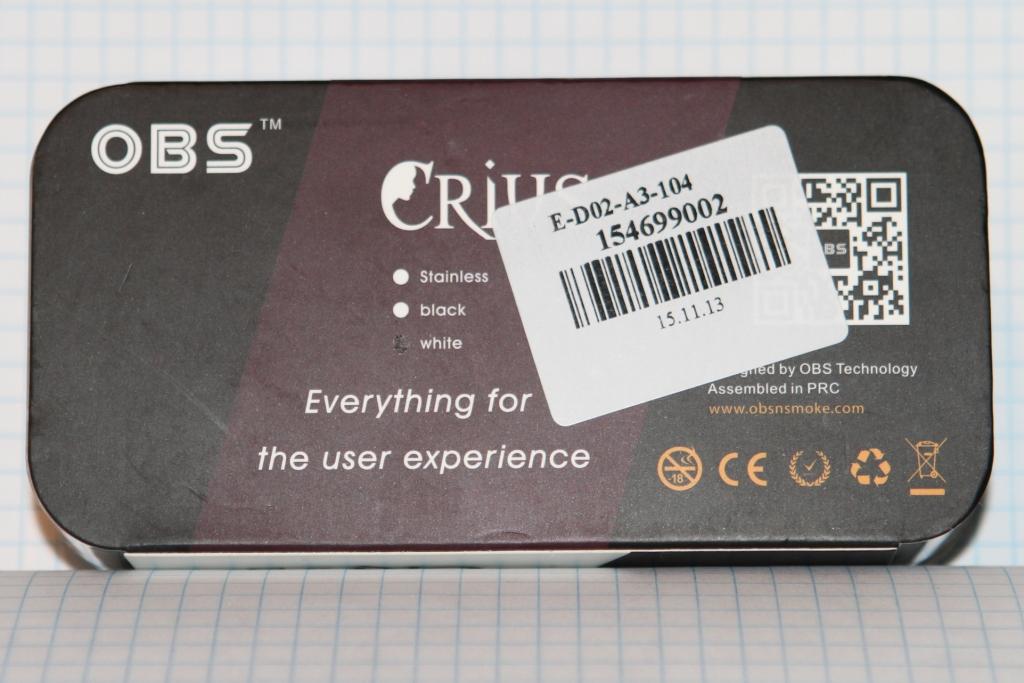 OBS™
CRIUS
E-D02-A3-104
154699002
15.11.13
OBS
Stainless
black
white
Everything for
the user experience
by OBS Technology
Assembled in PRC
www.obsnsmoke.com
-18
CE